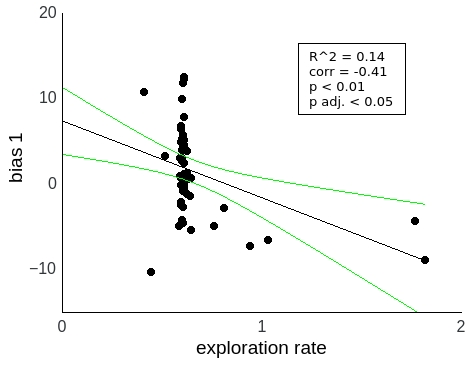 20
R^2 = 0.14
corr = -0.41
p < 0.01
p adj. < 0.05
10
bias 1
0
−10
0
1
2
exploration rate